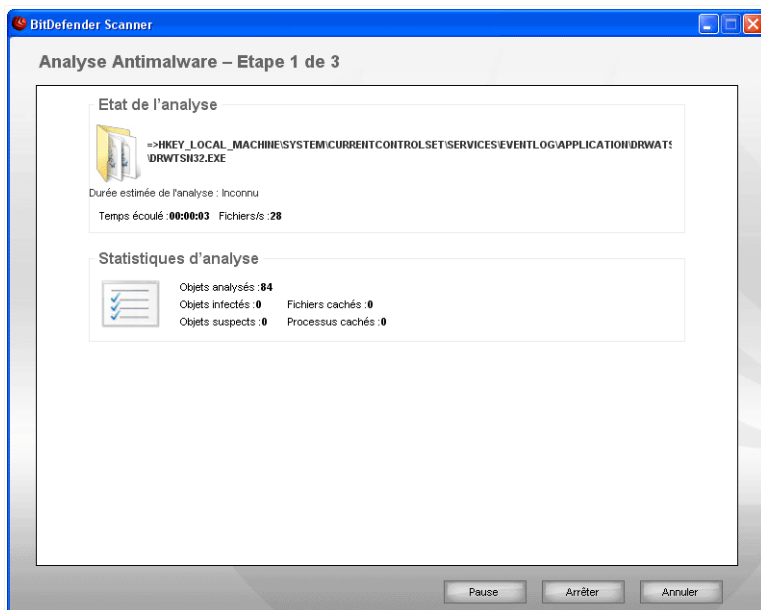 BitDefender Scanner
Analyse Antimalware – Etape 1 de 3
Etat de l'analyse
=>HKEY_LOCAL_MACHINE\SYSTEM\CURRENTCONTROLSET\SERVICES\EVENTLOG\APPLICATION\DRWATS
\DRWTSN32.EXE
Durée estimée de l'analyse : Inconnu
Temps écoulé :00:00:03 Fichiers/s :28
Statistiques d'analyse
Objets analysés :84
Objets infectés :0 Fichiers cachés :0
Objets suspects :0 Processus cachés :0
Pause Arrêter Annuler